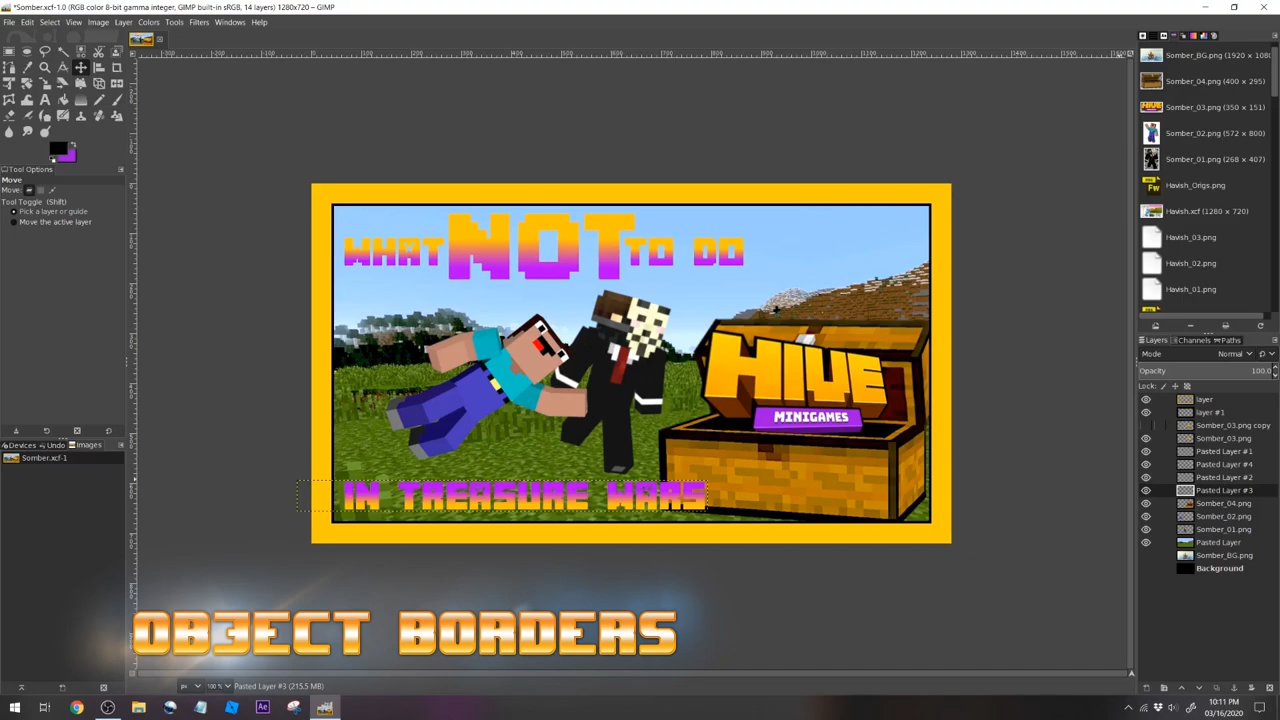 *Somber.xcf-1.0 (RGB color 8-bit gamma integer, GIMP built-in sRGB, 14 layers) 1280x720 – GIMP
File Edit Select View Image Layer Colors Tools Filters Windows Help
Tool Options
Move
Move:
Tool Toggle (Shift)
Pick a layer or guide
Move the active layer
Devices Undo Images
Somber.xcf-1
WHAT NOT TO DO
HIVE
MINIGAMES
IN TREASURE WARS
OBJECT BORDERS
px 100 % Pasted Layer #3 (215.5 MB)
Somber_BG.png (1920 × 1080
Somber_04.png (400 × 295)
Somber_03.png (350 × 151)
Somber_02.png (572 × 800)
Somber_01.png (268 × 407)
Havish_Origs.png
Havish.xcf (1280 × 720)
Havish_03.png
Havish_02.png
Havish_01.png
Layers Channels Paths
Mode Normal
Opacity 100.0
Lock:
layer
layer #1
Somber_03.png copy
Somber_03.png
Pasted Layer #1
Pasted Layer #4
Pasted Layer #2
Pasted Layer #3
Somber_04.png
Somber_02.png
Somber_01.png
Pasted Layer
Somber_BG.png
Background
10:11 PM
03/16/2020